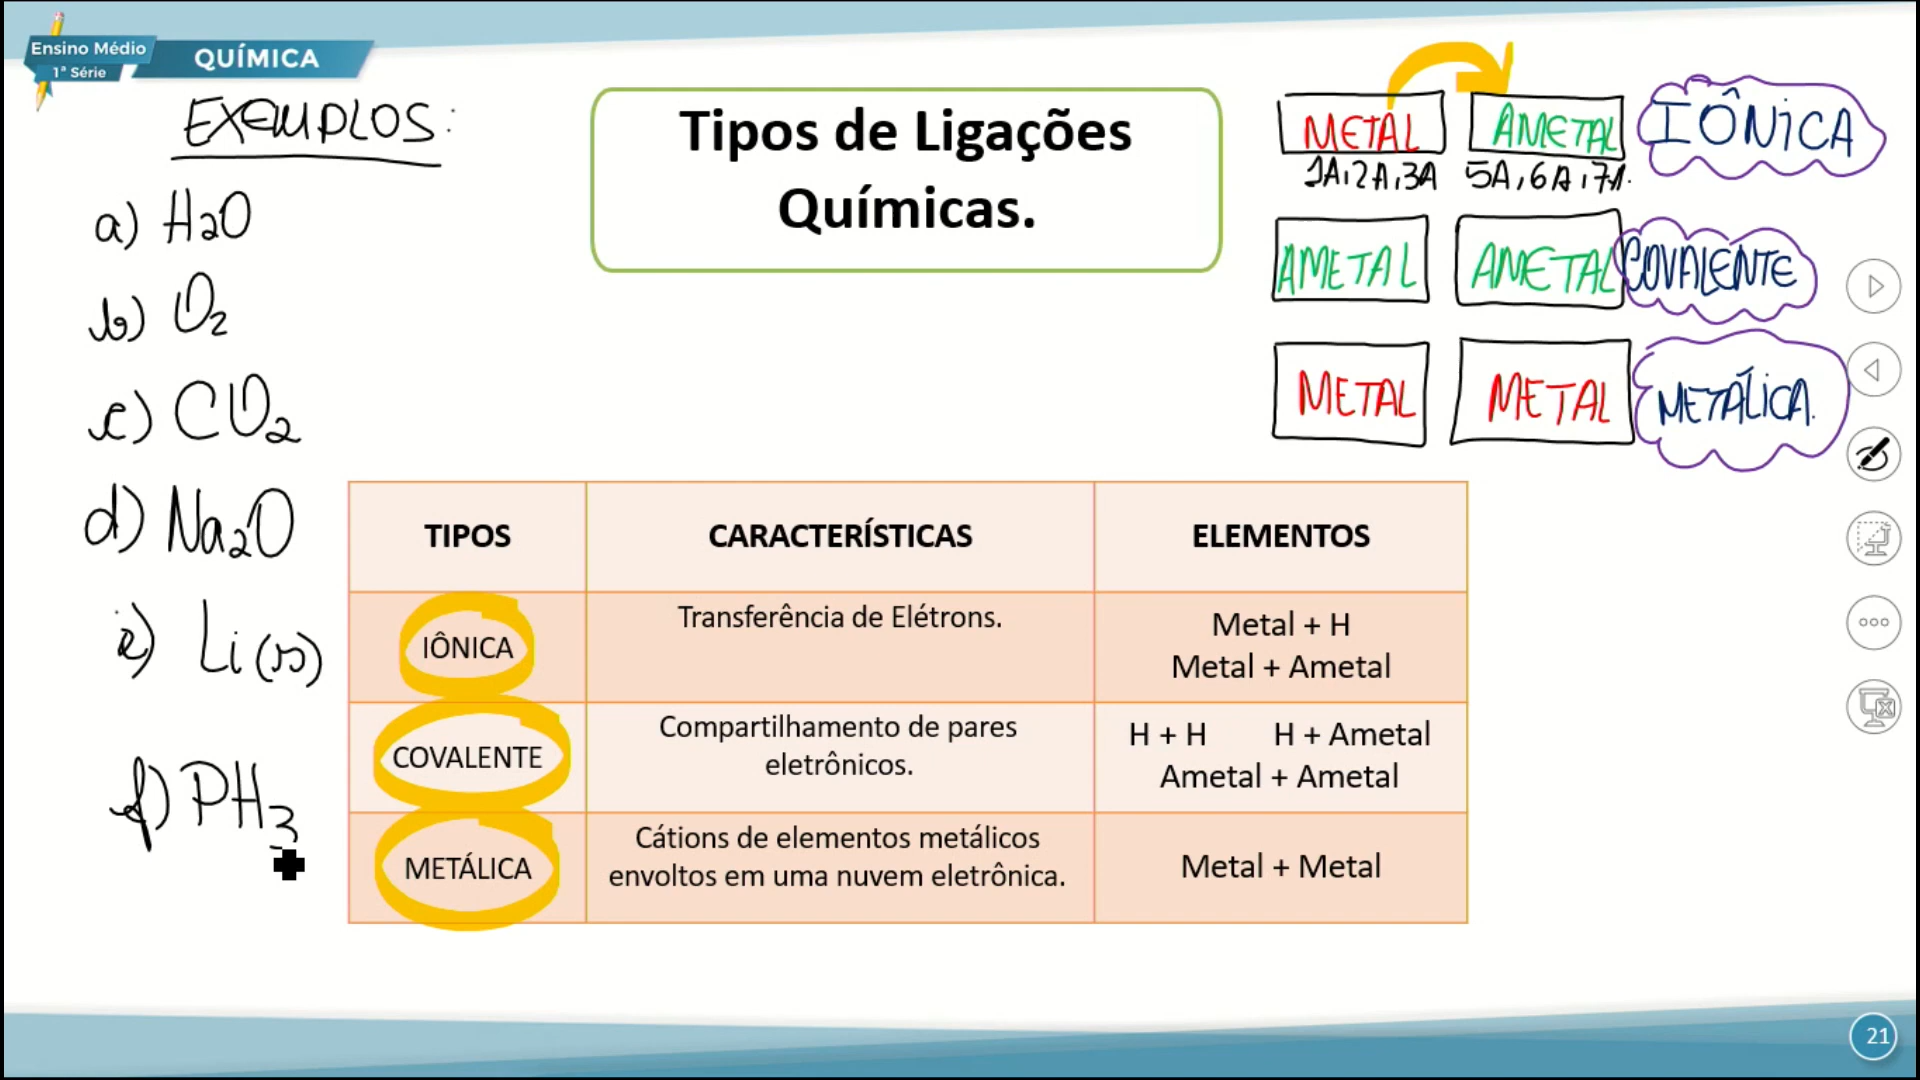 Ensino Médio
1ª Série
QUÍMICA
EXEMPLOS:
a) H2O
b) O2
c) CO2
d) Na2O
e) Li(s)
f) PH3
Tipos de Ligações
Químicas.
METAL AMETAL IÔNICA
1A,2A,3A 5A,6A,7A.
AMETAL AMETAL COVALENTE
METAL METAL METÁLICA.
TIPOS CARACTERÍSTICAS ELEMENTOS
IÔNICA
Transferência de Elétrons.
Metal + H
Metal + Ametal
COVALENTE
Compartilhamento de pares
eletrônicos.
H + H H + Ametal
Ametal + Ametal
METÁLICA
Cátions de elementos metálicos
envoltos em uma nuvem eletrônica.
Metal + Metal
21